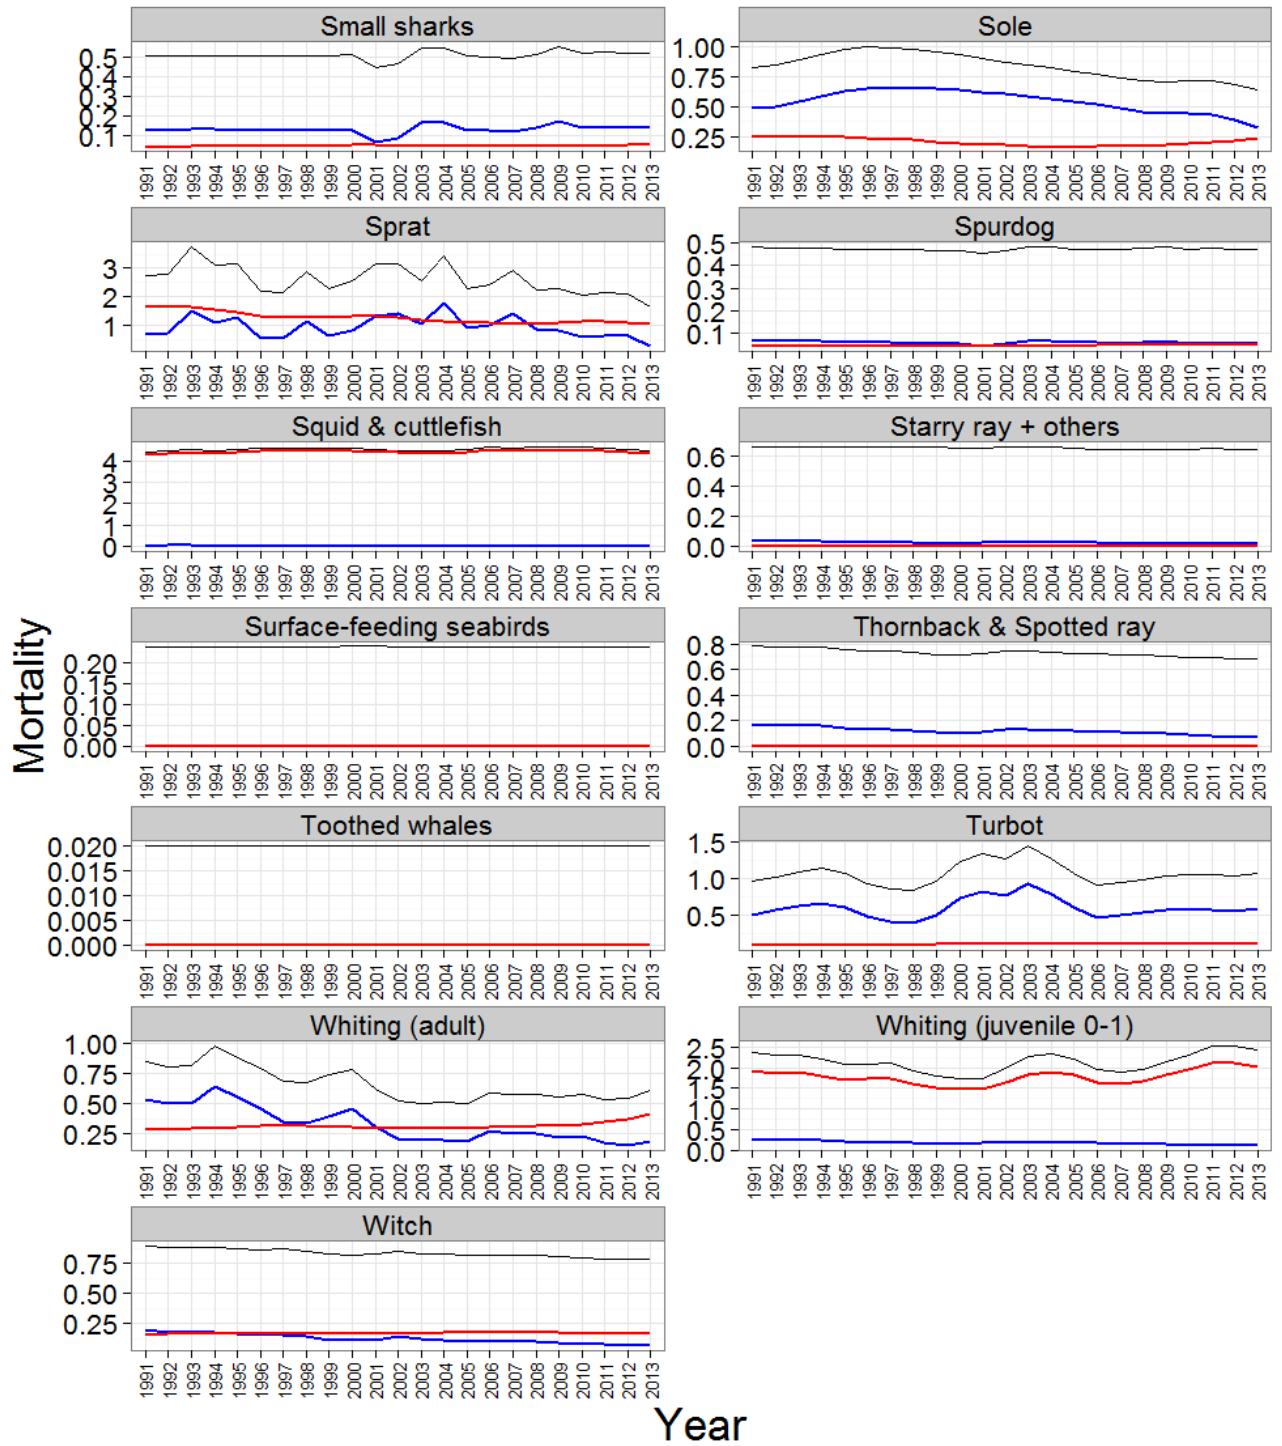 Small sharks
0.5
0.4
0.3
0.2
0.1
1991 1992 1993 1994 1995 1996 1997 1998 1999 2000 2001 2002 2003 2004 2005 2006 2007 2008 2009 2010 2011 2012 2013
Sole
1.00
0.75
0.50
0.25
1991 1992 1993 1994 1995 1996 1997 1998 1999 2000 2001 2002 2003 2004 2005 2006 2007 2008 2009 2010 2011 2012 2013
Sprat
3
2
1
1991 1992 1993 1994 1995 1996 1997 1998 1999 2000 2001 2002 2003 2004 2005 2006 2007 2008 2009 2010 2011 2012 2013
Spurdog
0.5
0.4
0.3
0.2
0.1
1991 1992 1993 1994 1995 1996 1997 1998 1999 2000 2001 2002 2003 2004 2005 2006 2007 2008 2009 2010 2011 2012 2013
Squid & cuttlefish
4
3
2
1
0
1991 1992 1993 1994 1995 1996 1997 1998 1999 2000 2001 2002 2003 2004 2005 2006 2007 2008 2009 2010 2011 2012 2013
Starry ray + others
0.6
0.4
0.2
0.0
1991 1992 1993 1994 1995 1996 1997 1998 1999 2000 2001 2002 2003 2004 2005 2006 2007 2008 2009 2010 2011 2012 2013
Mortality
Surface-feeding seabirds
0.20
0.15
0.10
0.05
0.00
1991 1992 1993 1994 1995 1996 1997 1998 1999 2000 2001 2002 2003 2004 2005 2006 2007 2008 2009 2010 2011 2012 2013
Thornback & Spotted ray
0.8
0.6
0.4
0.2
0.0
1991 1992 1993 1994 1995 1996 1997 1998 1999 2000 2001 2002 2003 2004 2005 2006 2007 2008 2009 2010 2011 2012 2013
Toothed whales
0.020
0.015
0.010
0.005
0.000
1991 1992 1993 1994 1995 1996 1997 1998 1999 2000 2001 2002 2003 2004 2005 2006 2007 2008 2009 2010 2011 2012 2013
Turbot
1.5
1.0
0.5
1991 1992 1993 1994 1995 1996 1997 1998 1999 2000 2001 2002 2003 2004 2005 2006 2007 2008 2009 2010 2011 2012 2013
Whiting (adult)
1.00
0.75
0.50
0.25
1991 1992 1993 1994 1995 1996 1997 1998 1999 2000 2001 2002 2003 2004 2005 2006 2007 2008 2009 2010 2011 2012 2013
Whiting (juvenile 0-1)
2.5
2.0
1.5
1.0
0.5
0.0
1991 1992 1993 1994 1995 1996 1997 1998 1999 2000 2001 2002 2003 2004 2005 2006 2007 2008 2009 2010 2011 2012 2013
Witch
0.75
0.50
0.25
1991 1992 1993 1994 1995 1996 1997 1998 1999 2000 2001 2002 2003 2004 2005 2006 2007 2008 2009 2010 2011 2012 2013
Year